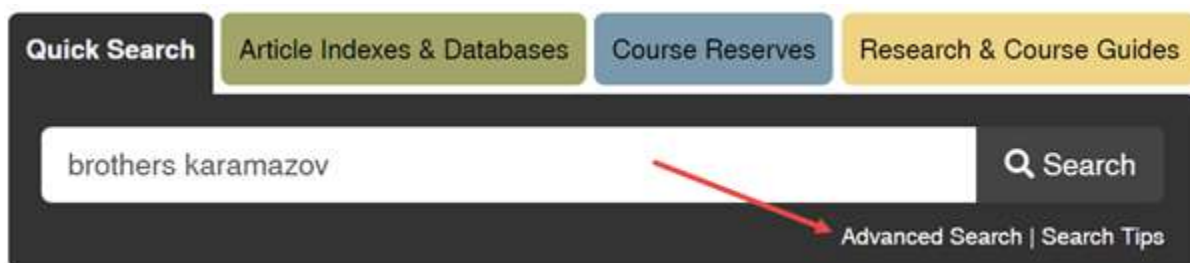 Quick Search Article Indexes & Databases Course Reserves Research & Course Guides
brothers karamazov Search
Advanced Search | Search Tips